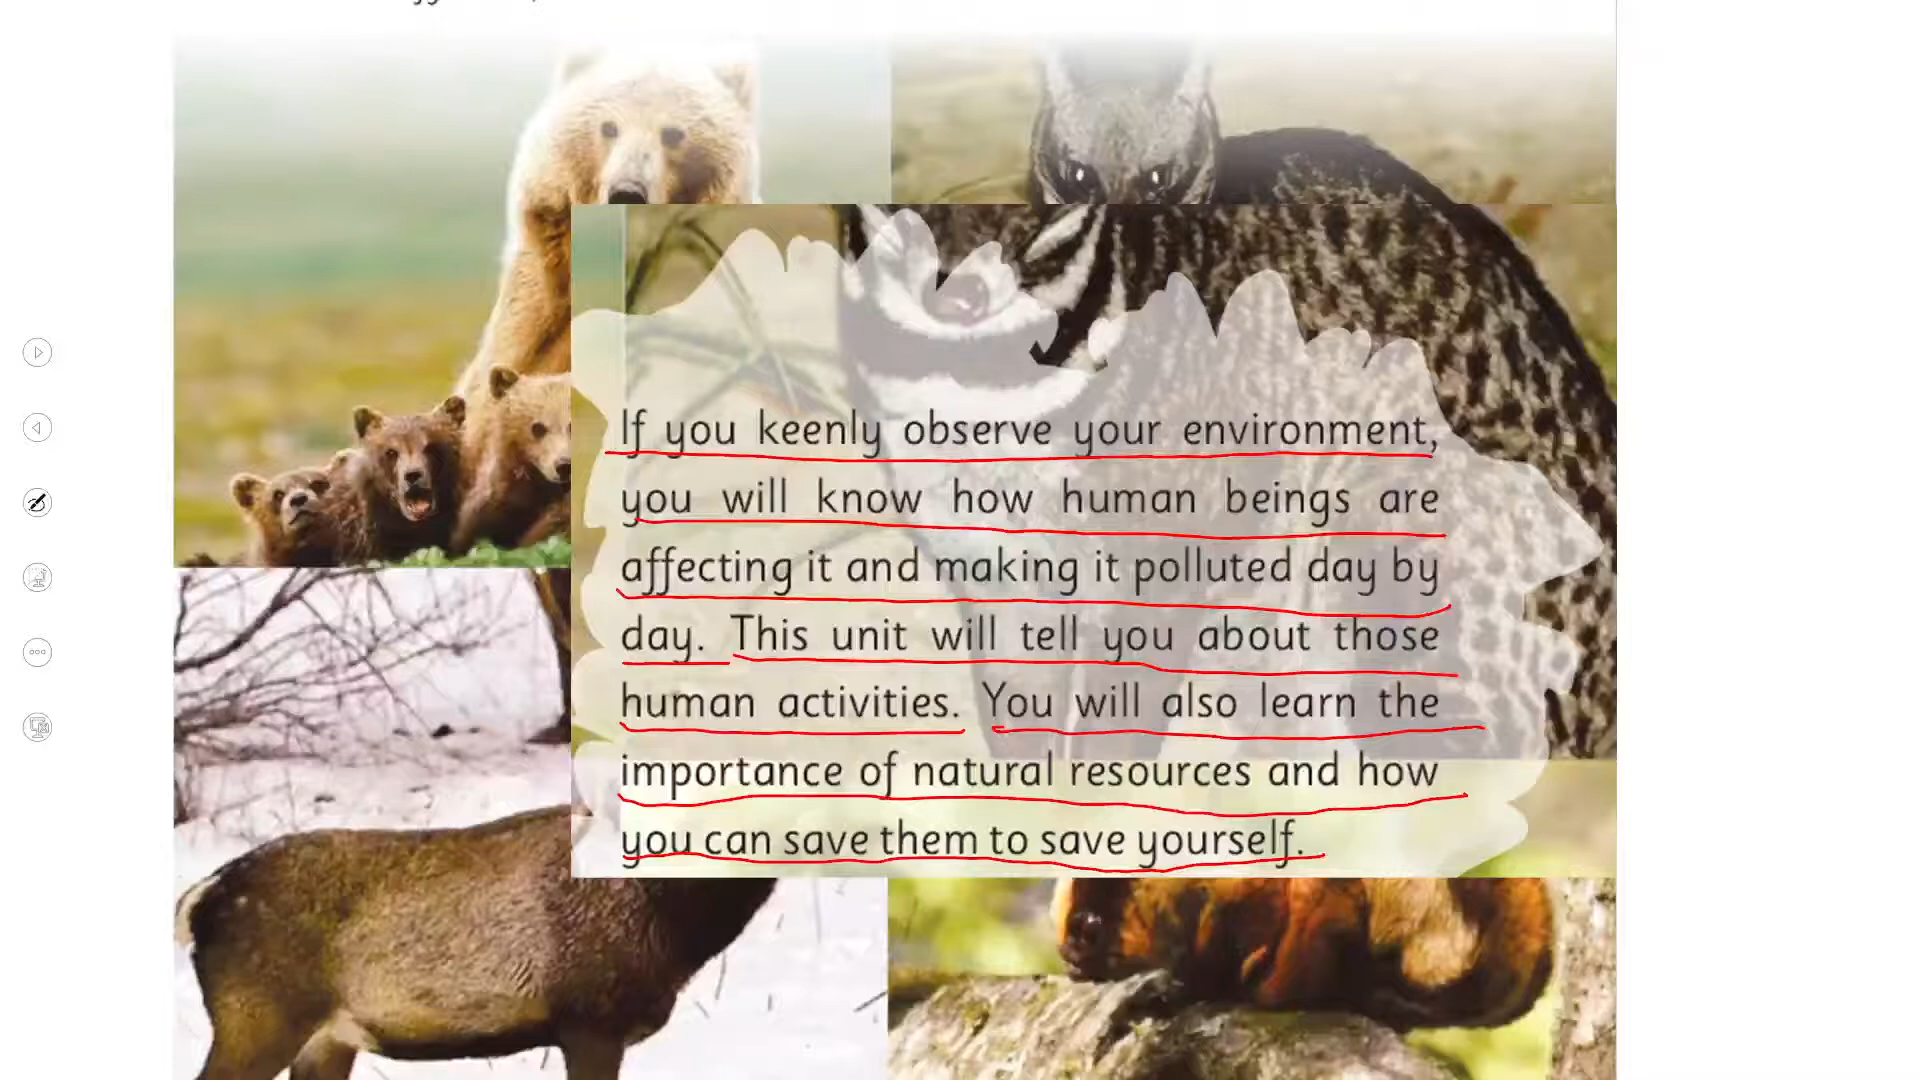 If you keenly observe your environment,
you will know how human beings are
affecting it and making it polluted day by
day. This unit will tell you about those
human activities. You will also learn the
importance of natural resources and how
you can save them to save yourself.